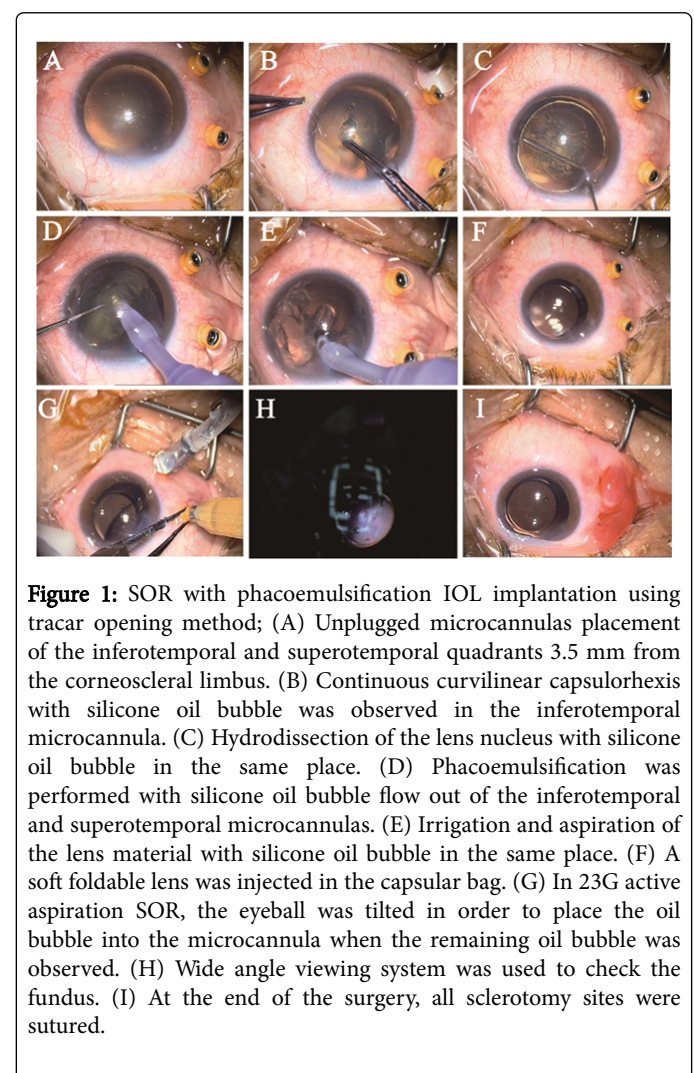 A B C
D E F
G H I
Figure 1: SOR with phacoemulsification IOL implantation using
tracar opening method; (A) Unplugged microcannulas placement
of the inferotemporal and superotemporal quadrants 3.5 mm from
the corneoscleral limbus. (B) Continuous curvilinear capsulorhexis
with silicone oil bubble was observed in the inferotemporal
microcannula. (C) Hydrodissection of the lens nucleus with silicone
oil bubble in the same place. (D) Phacoemulsification was
performed with silicone oil bubble flow out of the inferotemporal
and superotemporal microcannulas. (E) Irrigation and aspiration of
the lens material with silicone oil bubble in the same place. (F) A
soft foldable lens was injected in the capsular bag. (G) In 23G active
aspiration SOR, the eyeball was tilted in order to place the oil
bubble into the microcannula when the remaining oil bubble was
observed. (H) Wide angle viewing system was used to check the
fundus. (I) At the end of the surgery, all sclerotomy sites were
sutured.